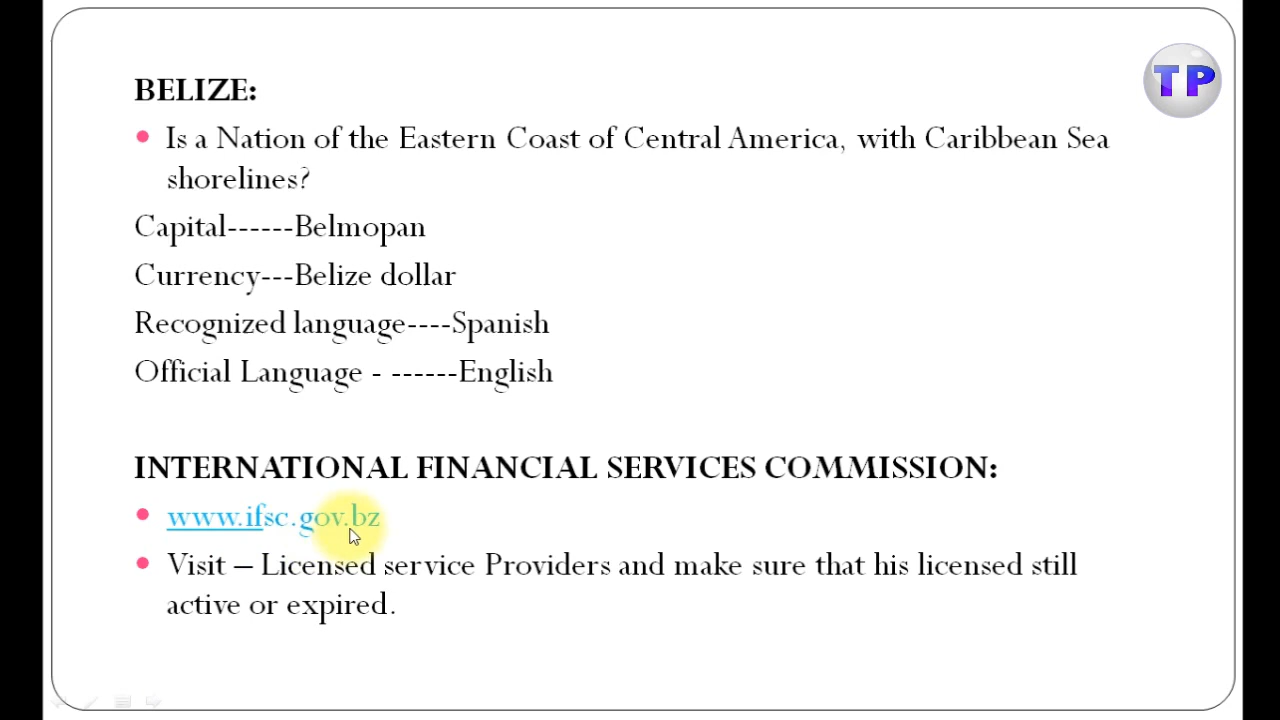 TP
BELIZE:
Is a Nation of the Eastern Coast of Central America, with Caribbean Sea
shorelines?
Capital------Belmopan
Currency---Belize dollar
Recognized language----Spanish
Official Language - ------English
INTERNATIONAL FINANCIAL SERVICES COMMISSION:
www.ifsc.gov.bz
Visit – Licensed service Providers and make sure that his licensed still
active or expired.